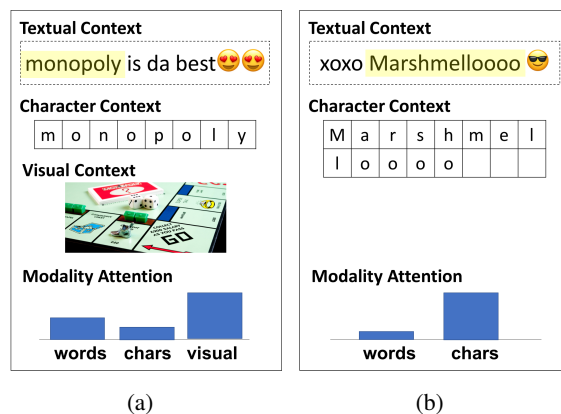 Textual Context
monopoly is da best😍😍
Character Context
m o n o p o l y
Visual Context
GO
Modality Attention
words chars visual
(a)
Textual Context
xoxo Marshmelloooo 😎
Character Context
M a r s h m e l
l o o o o
Modality Attention
words chars
(b)